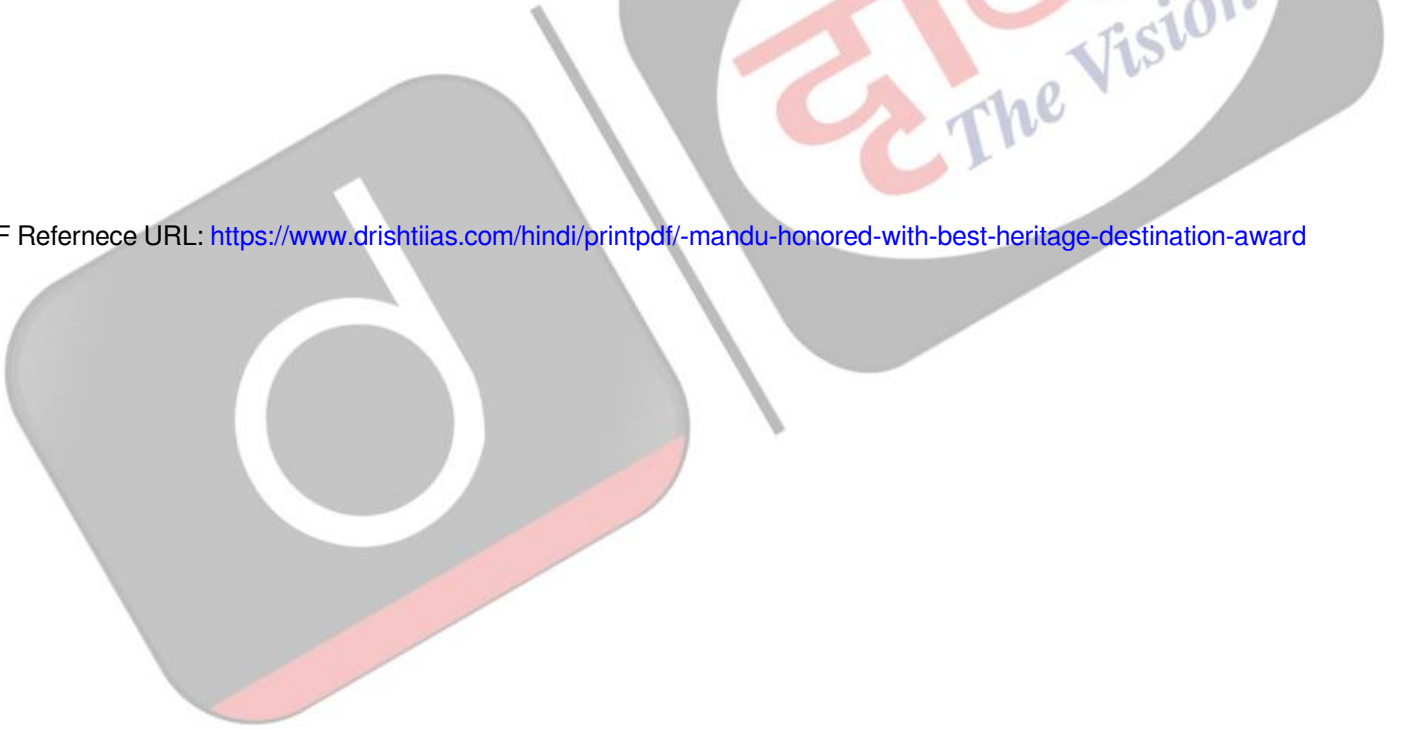 The Vision
F Refernece URL: https://www.drishtiias.com/hindi/printpdf/-mandu-honored-with-best-heritage-destination-award
d